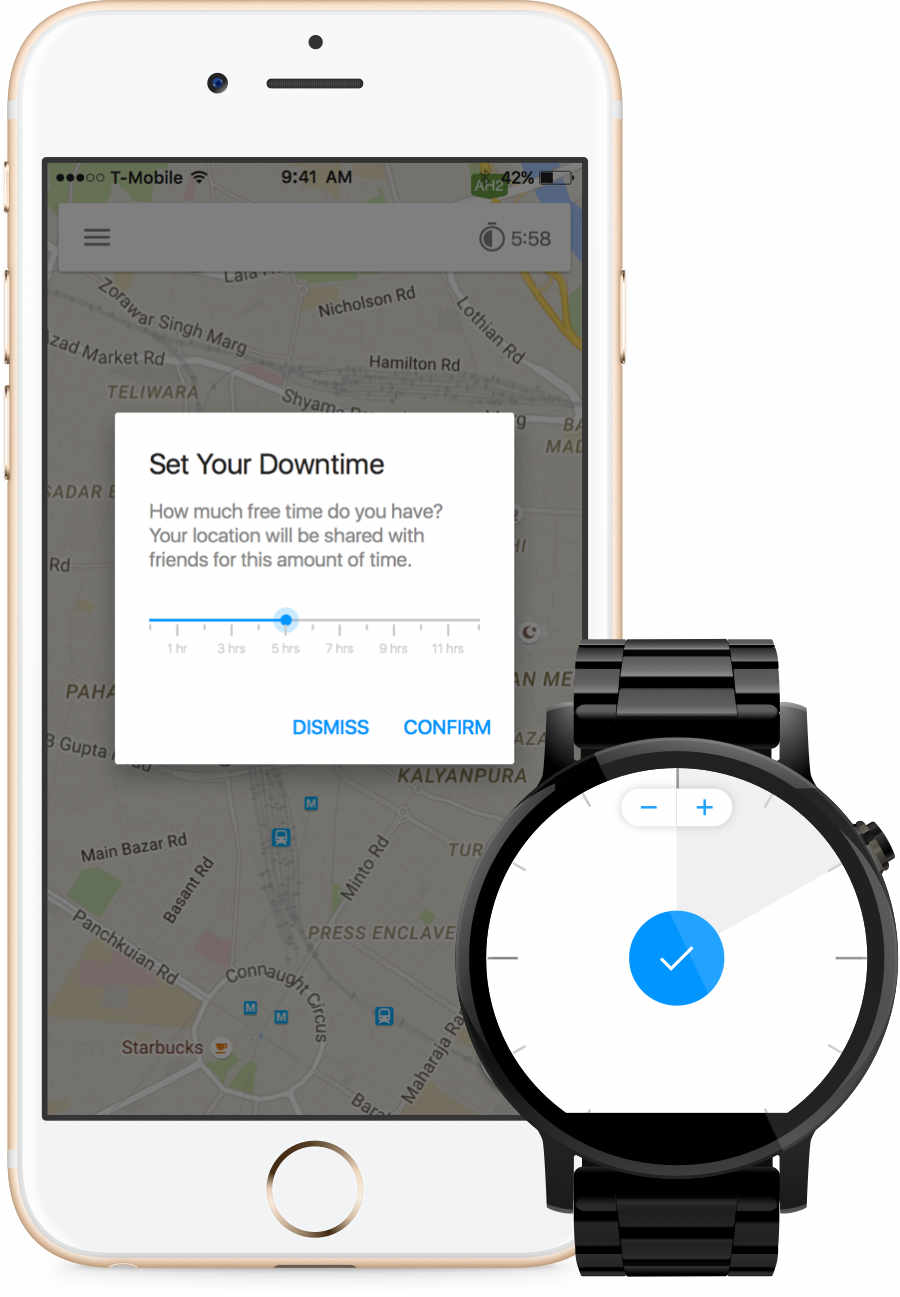 T-Mobile
9:41 AM
42%
AH2
5:58
Nicholson Rd
Zorawar Singh Marg
Lothian Rd
zad Market Rd
Hamilton Rd
TELIWARA
Shyama
BA
MAD
SADAR
Set Your Downtime
How much free time do you have?
Your location will be shared with
friends for this amount of time.
Rd
1 hr 3 hrs 5 hrs 7 hrs 9 hrs 11 hrs
DISMISS CONFIRM
PAHA
AN ME
B Gupta
AZA
KALYANPURA
M
Main Bazar Rd
TUR
Minto Rd
Basant Rd
Panchkuian Rd
PRESS ENCLAVE
Connaught Circus
M
M
Starbucks
Maharaja Ra
Bara
− +